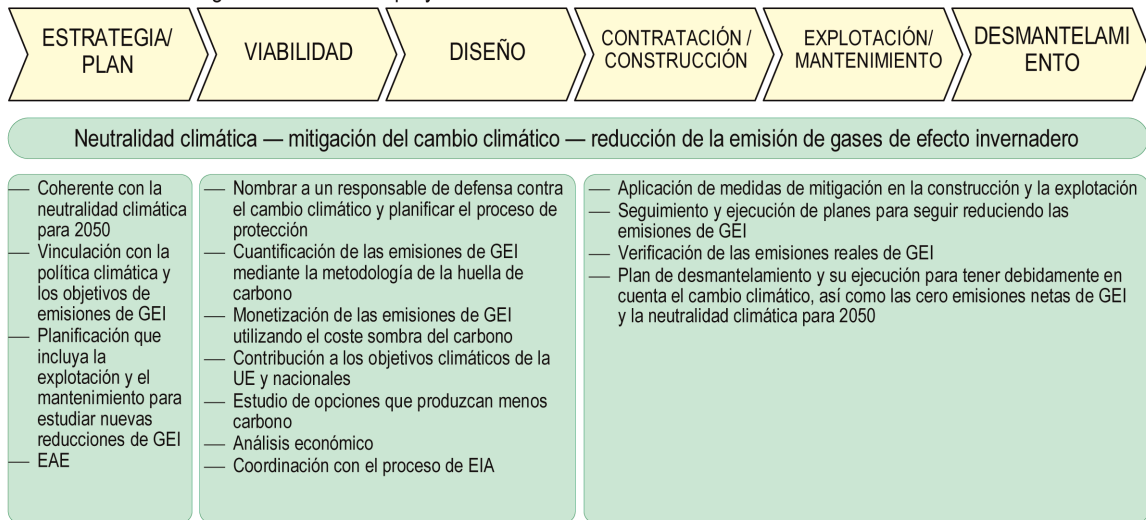 ESTRATEGIA/
PLAN
VIABILIDAD
DISEÑO
CONTRATACIÓN /
CONSTRUCCIÓN
EXPLOTACIÓN/
MANTENIMIENTO
DESMANTELAMI
ENTO
Neutralidad climática — mitigación del cambio climático — reducción de la emisión de gases de efecto invernadero
— Coherente con la
neutralidad climática
para 2050
— Vinculación con la
política climática y
los objetivos de
emisiones de GEI
— Planificación que
incluya la
explotación y el
mantenimiento para
estudiar nuevas
reducciones de GEI
— EAE
— Nombrar a un responsable de defensa contra
el cambio climático y planificar el proceso de
protección
— Cuantificación de las emisiones de GEI
mediante la metodología de la huella de
carbono
— Monetización de las emisiones de GEI
utilizando el coste sombra del carbono
— Contribución a los objetivos climáticos de la
UE y nacionales
— Estudio de opciones que produzcan menos
carbono
— Análisis económico
— Coordinación con el proceso de EIA
— Aplicación de medidas de mitigación en la construcción y la explotación
— Seguimiento y ejecución de planes para seguir reduciendo las
emisiones de GEI
— Verificación de las emisiones reales de GEI
— Plan de desmantelamiento y su ejecución para tener debidamente en
cuenta el cambio climático, así como las cero emisiones netas de GEI
y la neutralidad climática para 2050